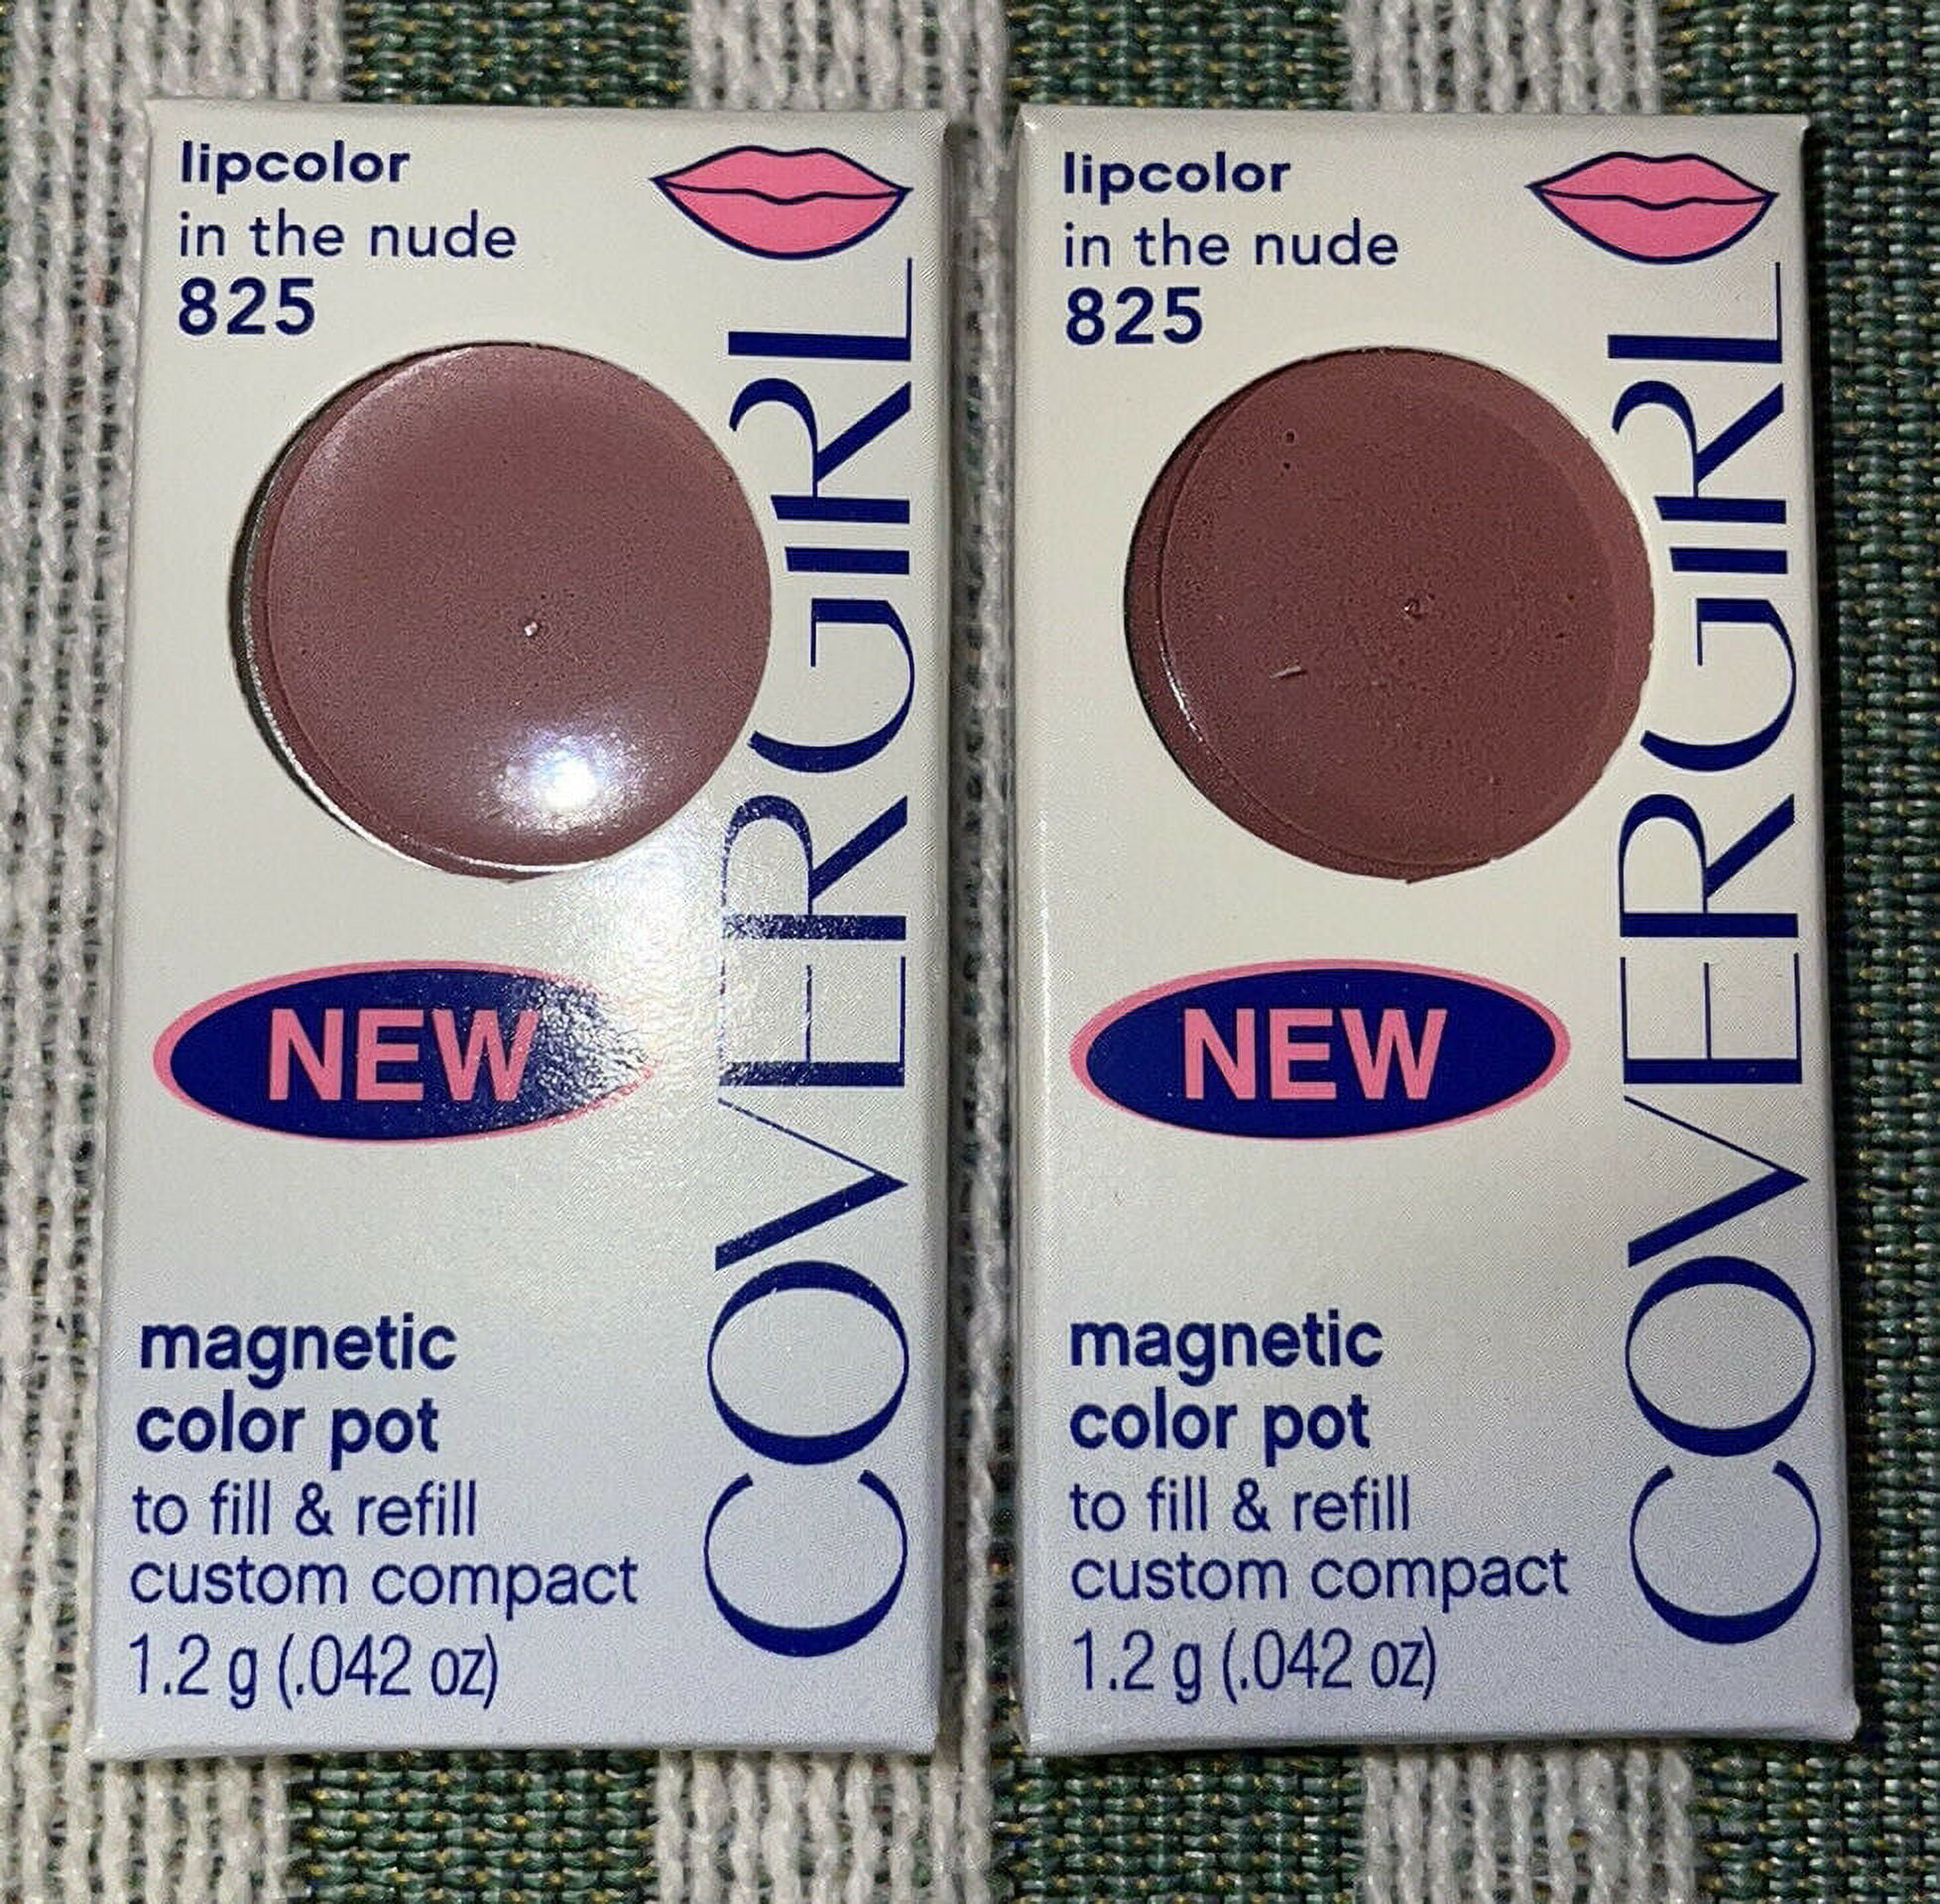 lipcolor
in the nude
825
COVERGIRL
NEW
magnetic
color pot
to fill & refill
custom compact
1.2 g (.042 oz)
lipcolor
in the nude
825
COVERGIRL
NEW
magnetic
color pot
to fill & refill
custom compact
1.2 g (.042 oz)